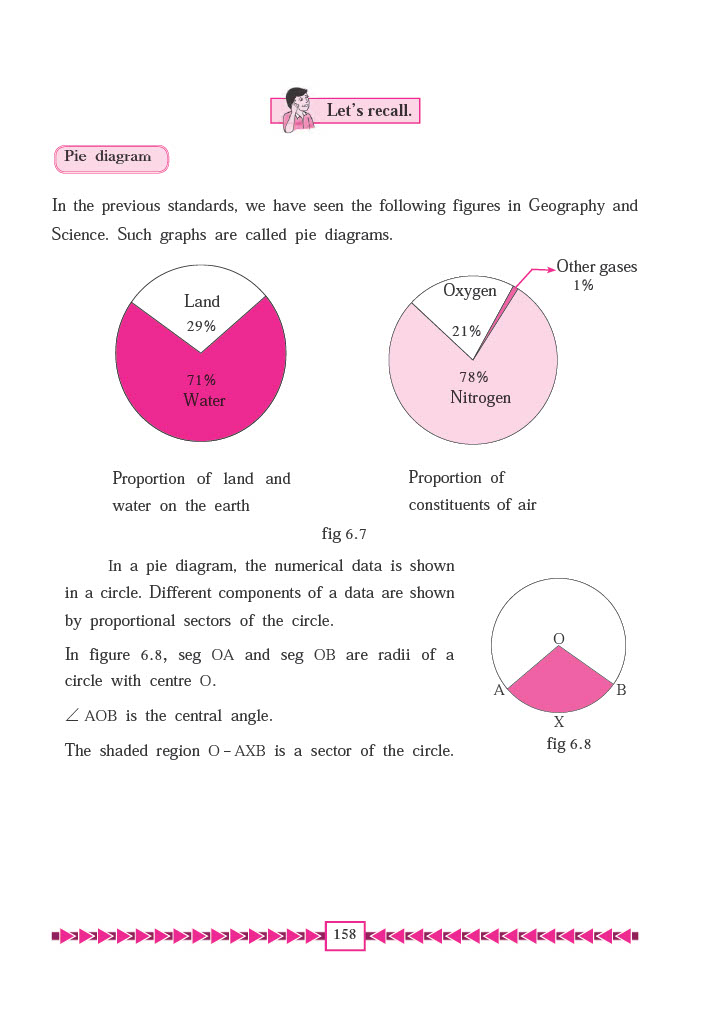 Let's recall.
Pie diagram
In the previous standards, we have seen the following figures in Geography and
Science. Such graphs are called pie diagrams.
Land
29%
71%
Water
Other gases
1%
Oxygen
21%
78%
Nitrogen
Proportion of land and
water on the earth
Proportion of
constituents of air
fig 6.7
In a pie diagram, the numerical data is shown
in a circle. Different components of a data are shown
by proportional sectors of the circle.
In figure 6.8, seg OA and seg OB are radii of a
circle with centre O.
∠ AOB is the central angle.
The shaded region O - AXB is a sector of the circle.
O
A
B
X
fig 6.8
158